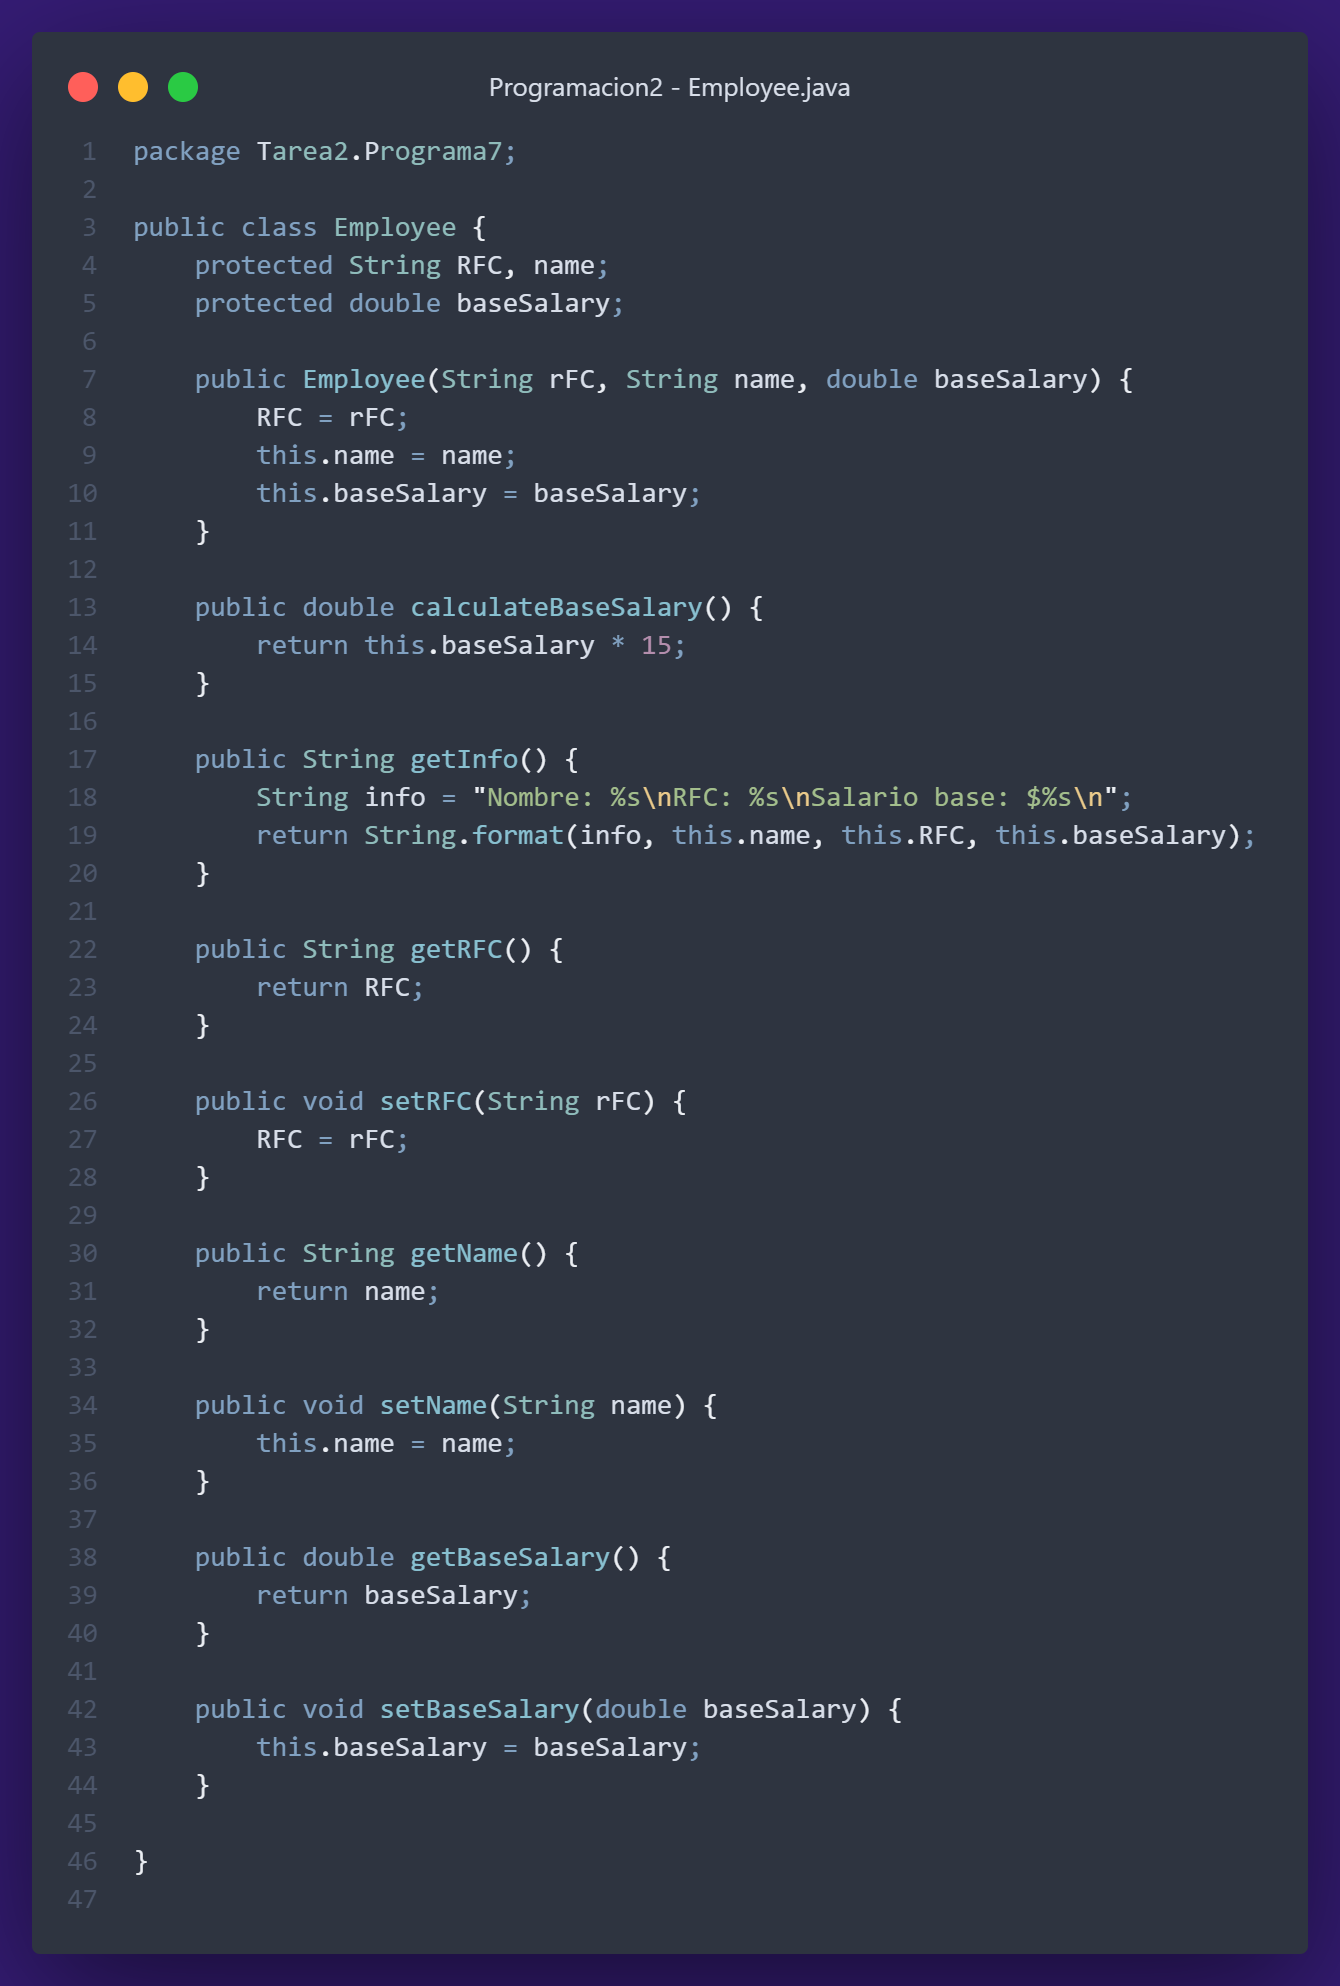 Programacion2 - Employee.java
1 package Tarea2.Programa7;
2
3 public class Employee {
4     protected String RFC, name;
5     protected double baseSalary;
6
7     public Employee(String rFC, String name, double baseSalary) {
8         RFC = rFC;
9         this.name = name;
10         this.baseSalary = baseSalary;
11     }
12
13     public double calculateBaseSalary() {
14         return this.baseSalary * 15;
15     }
16
17     public String getInfo() {
18         String info = "Nombre: %s\nRFC: %s\nSalario base: $%s\n";
19         return String.format(info, this.name, this.RFC, this.baseSalary);
20     }
21
22     public String getRFC() {
23         return RFC;
24     }
25
26     public void setRFC(String rFC) {
27         RFC = rFC;
28     }
29
30     public String getName() {
31         return name;
32     }
33
34     public void setName(String name) {
35         this.name = name;
36     }
37
38     public double getBaseSalary() {
39         return baseSalary;
40     }
41
42     public void setBaseSalary(double baseSalary) {
43         this.baseSalary = baseSalary;
44     }
45
46 }
47